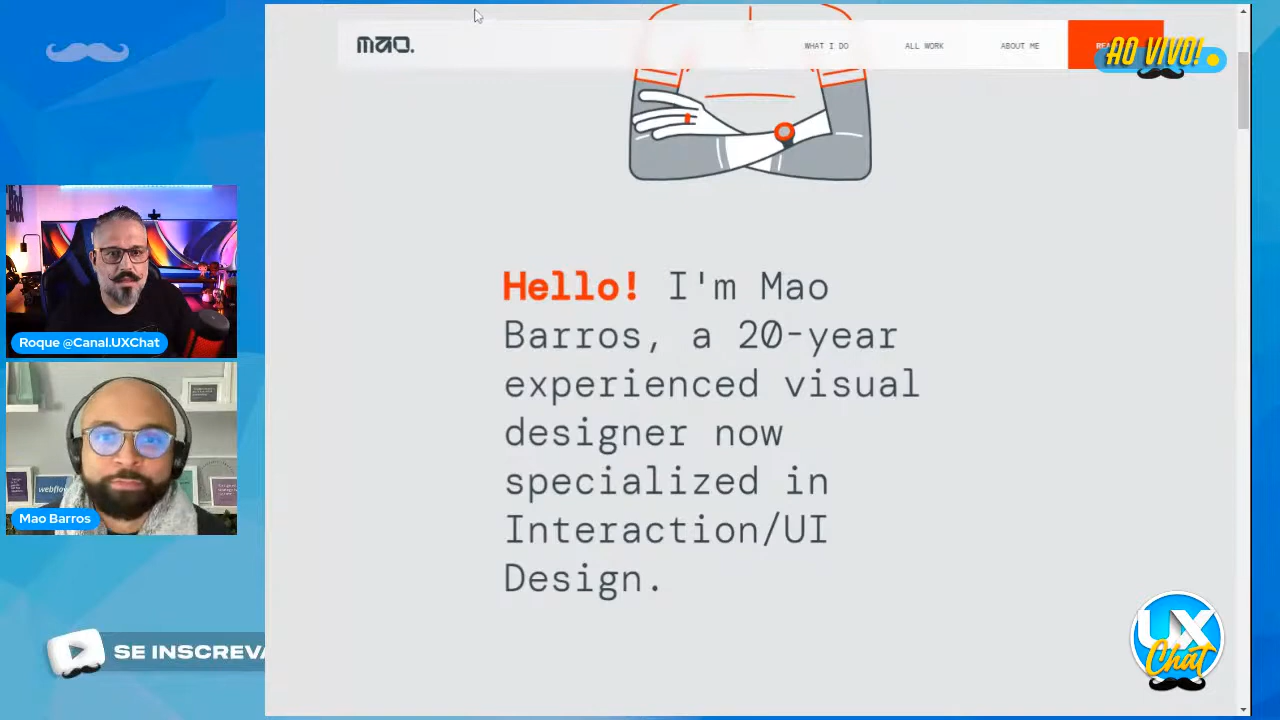 mao.
WHAT I DO
ALL WORK
ABOUT ME
AO VIVO!
Roque @Canal.UXChat
Hello! I'm Mao
Barros, a 20-year
experienced visual
designer now
specialized in
Interaction/UI
Design.
webflow
Mao Barros
SE INSCREVA
UX
Chat